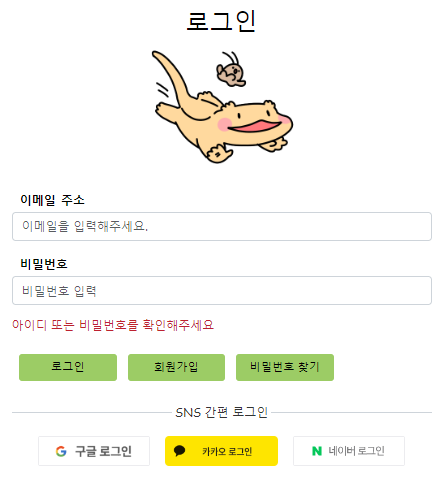 로그인
이메일 주소
이메일을 입력해주세요.
비밀번호
비밀번호 입력
아이디 또는 비밀번호를 확인해주세요
로그인 회원가입 비밀번호 찾기
SNS 간편 로그인
G 구글 로그인 카카오 로그인 N 네이버 로그인